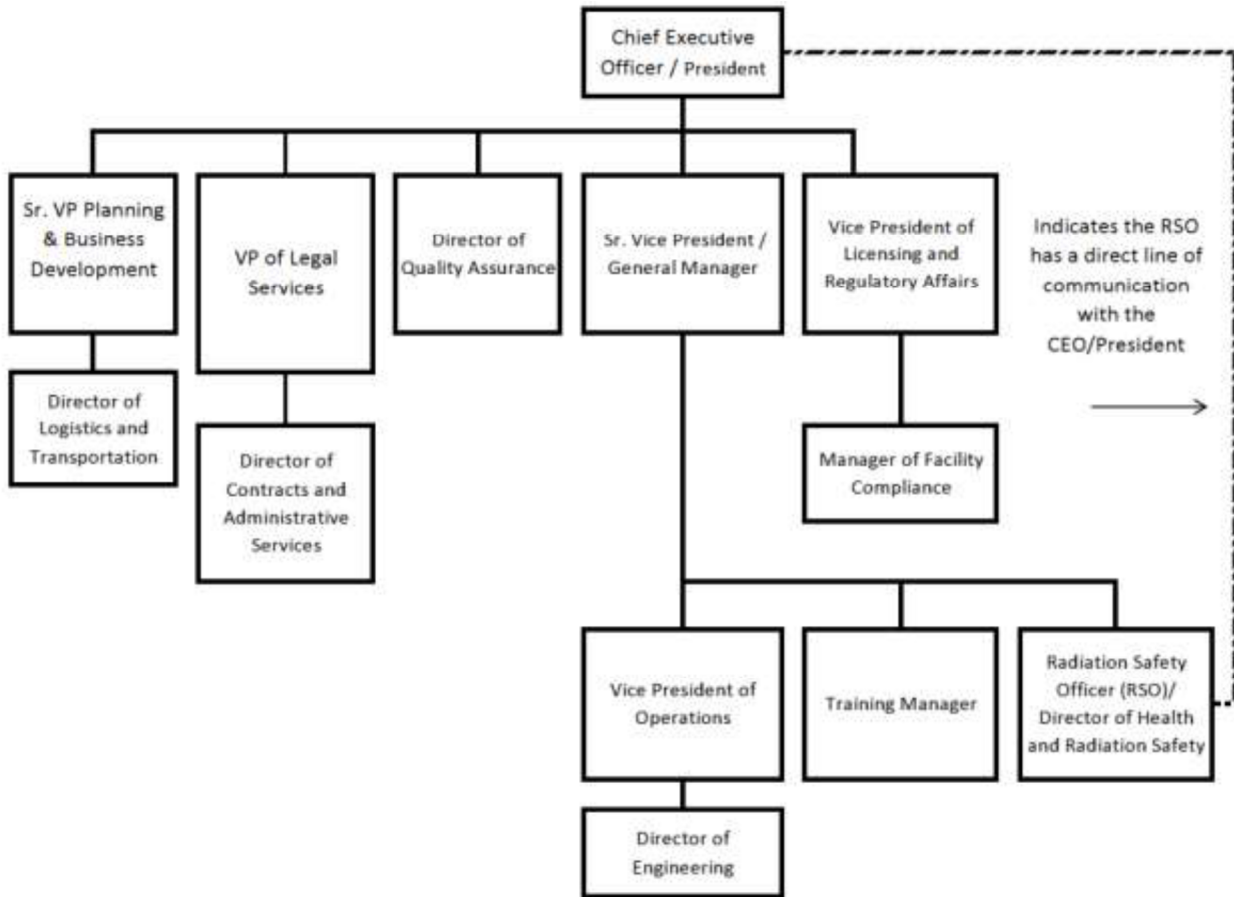 Chief Executive
Officer / President
Sr. VP Planning
& Business
Development
VP of Legal
Services
Director of
Quality Assurance
Sr. Vice President /
General Manager
Vice President of
Licensing and
Regulatory Affairs
Indicates the RSO
has a direct line of
communication
with the
CEO/President
Director of
Logistics and
Transportation
Director of
Contracts and
Administrative
Services
Manager of Facility
Compliance
Vice President of
Operations
Training Manager
Radiation Safety
Officer (RSO)/
Director of Health
and Radiation Safety
Director of
Engineering